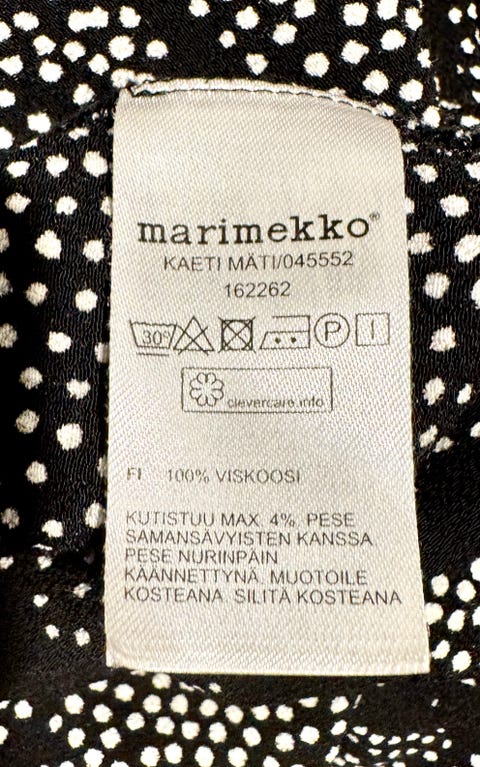 marimekko®
KAETI MÄTI/045552
162262
30°
P
clevercare.info
FI 100% VISKOOSI
KUTISTUU MAX. 4%. PESE
SAMANSÄVYISTEN KANSSA.
PESE NURINPÄIN
KÄÄNNETTYNÄ. MUOTOILE
KOSTEANA. SILITÄ KOSTEANA